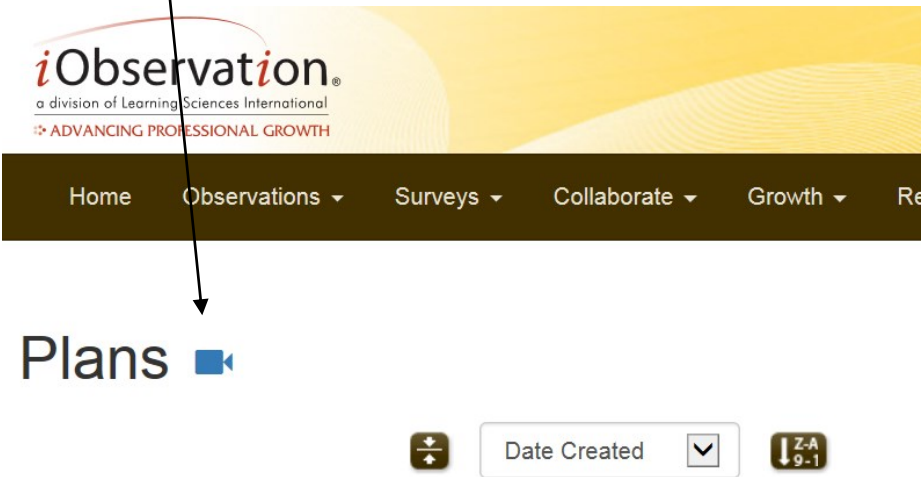 iObservation®
a division of Learning Sciences International
ADVANCING PROFESSIONAL GROWTH
Home Observations Surveys Collaborate Growth Re
Plans
Date Created Z-A
9-1